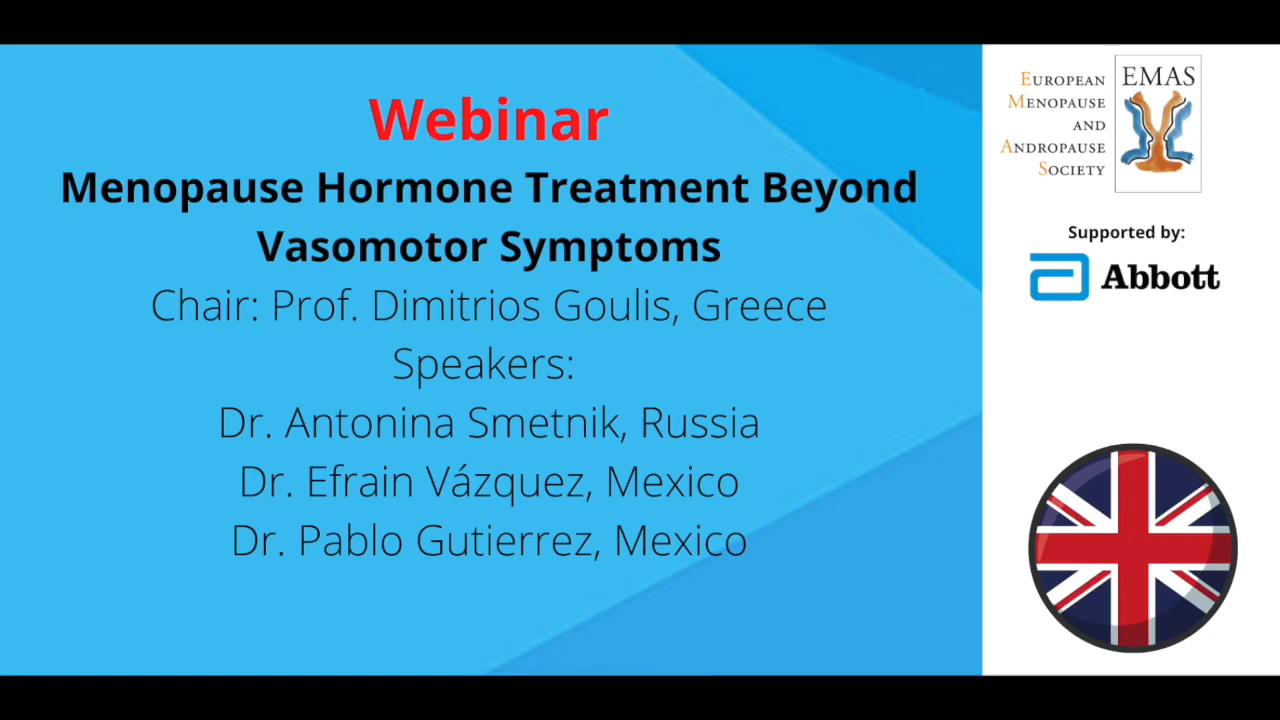 Webinar
Menopause Hormone Treatment Beyond
Vasomotor Symptoms
Chair: Prof. Dimitrios Goulis, Greece
Speakers:
Dr. Antonina Smetnik, Russia
Dr. Efrain Vázquez, Mexico
Dr. Pablo Gutierrez, Mexico
EUROPEAN
MENOPAUSE
AND
ANDROPAUSE
SOCIETY
EMAS
Supported by:
Abbott